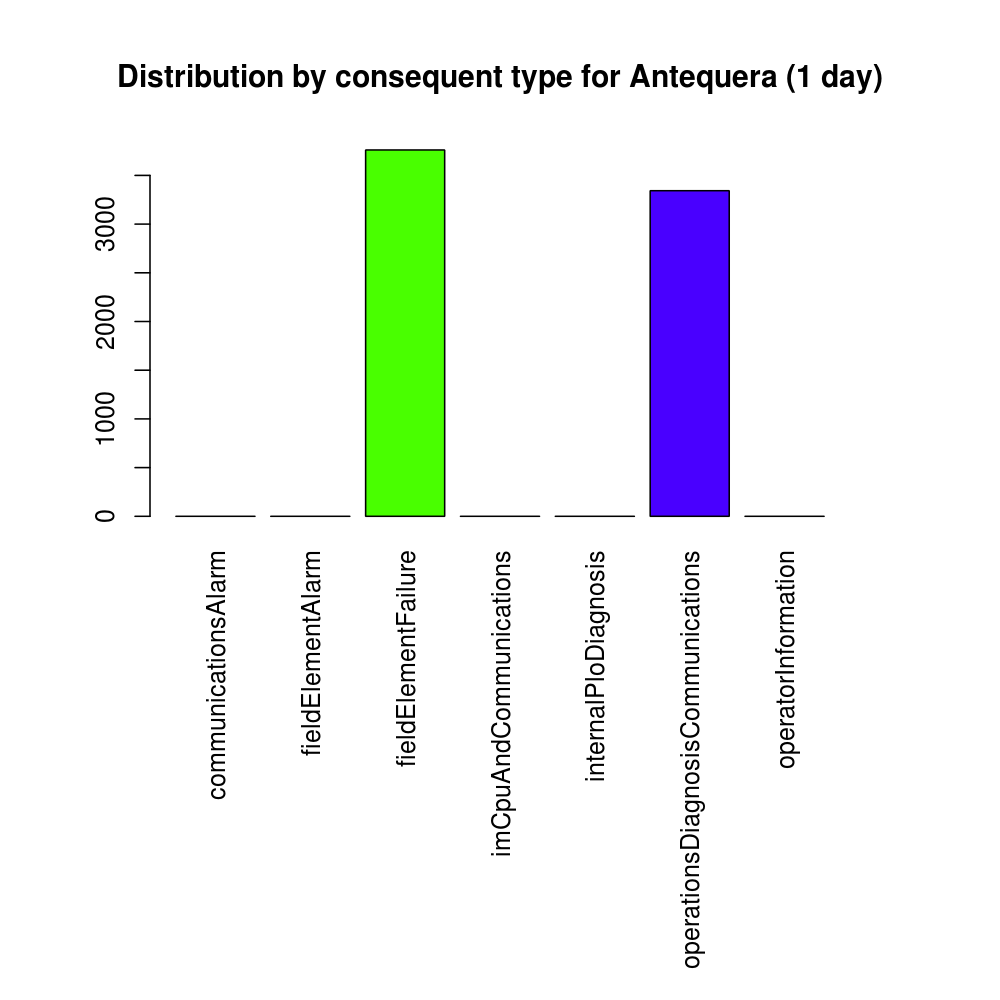 Distribution by consequent type for Antequera (1 day)
3000
2000
1000
0
communicationsAlarm
fieldElementAlarm
fieldElementFailure
imCpuAndCommunications
internalPloDiagnosis
operationsDiagnosisCommunications
operatorInformation